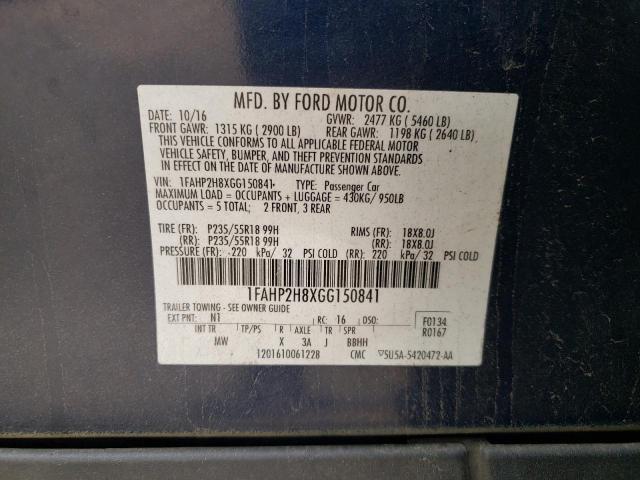 MFD. BY FORD MOTOR CO.
DATE: 10/16 GVWR: 2477 KG ( 5460 LB)
FRONT GAWR: 1315 KG ( 2900 LB) REAR GAWR: 1198 KG ( 2640 LB)
THIS VEHICLE CONFORMS TO ALL APPLICABLE FEDERAL MOTOR
VEHICLE SAFETY, BUMPER, AND THEFT PREVENTION STANDARDS
IN EFFECT ON THE DATE OF MANUFACTURE SHOWN ABOVE.
VIN: 1FAHP2H8XGG150841 TYPE: Passenger Car
MAXIMUM LOAD = OCCUPANTS + LUGGAGE = 430KG/ 950LB
OCCUPANTS = 5 TOTAL; 2 FRONT, 3 REAR
TIRE (FR): P235/55R18 99H RIMS (FR): 18X8.0J
(RR): P235/55R18 99H (RR): 18X8.0J
PRESSURE (FR): 220 kPa/ 32 PSI COLD (RR): 220 kPa/ 32 PSI COLD
1FAHP2H8XGG150841
TRAILER TOWING - SEE OWNER GUIDE
EXT PNT: N1 RC: 16 DSO: F0134
INT TR TP/PS R AXLE TR SPR R0167
MW X 3A J BBHH
1201610061228 CMC ▽5U5A-5420472-AA